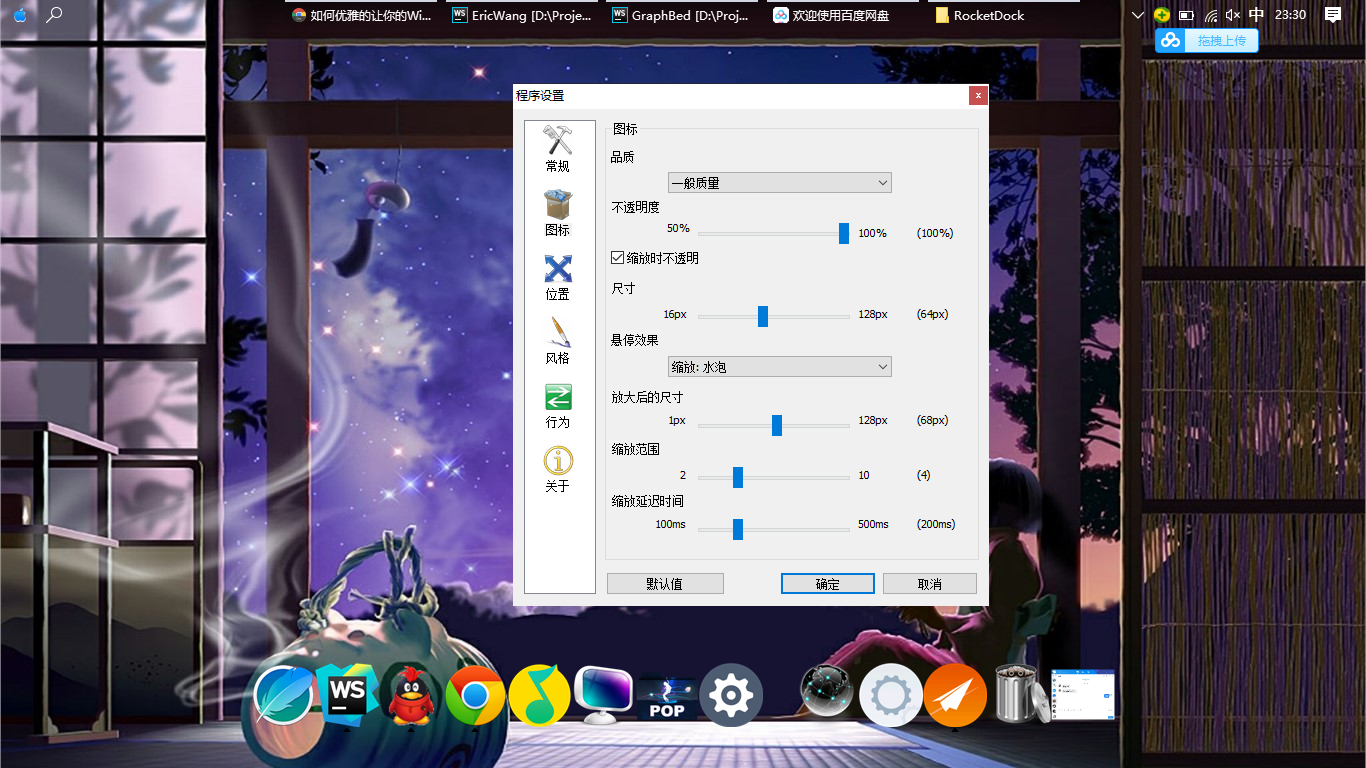 如何优雅的让你的Wi...
EricWang [D:\Proje...
GraphBed [D:\Proj...
欢迎使用百度网盘
RocketDock
中
23:30
拖拽上传
程序设置
常规
图标
位置
风格
行为
关于
图标
品质
一般质量
不透明度
50% 100% (100%)
缩放时不透明
尺寸
16px 128px (64px)
悬停效果
缩放: 水泡
放大后的尺寸
1px 128px (68px)
缩放范围
2 10 (4)
缩放延迟时间
100ms 500ms (200ms)
默认值
确定
取消
WS
POP